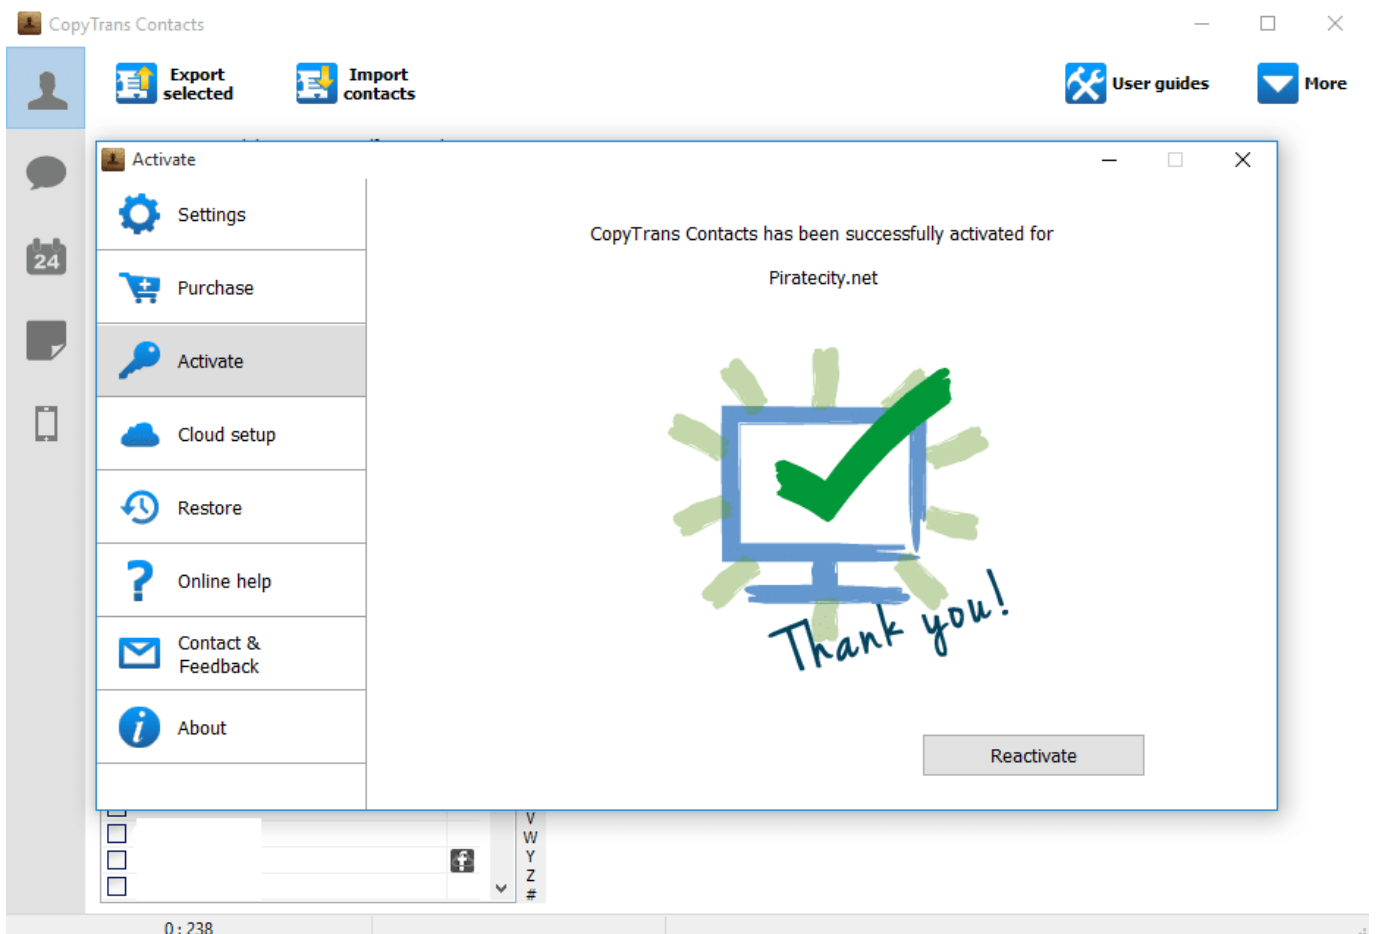 CopyTrans Contacts
Export
selected
Import
contacts
User guides
More
24
Activate
Settings
Purchase
Activate
Cloud setup
Restore
Online help
Contact &
Feedback
About
CopyTrans Contacts has been successfully activated for
Piratecity.net
Thank you!
Reactivate
V
W
Y
Z
#
0 : 238